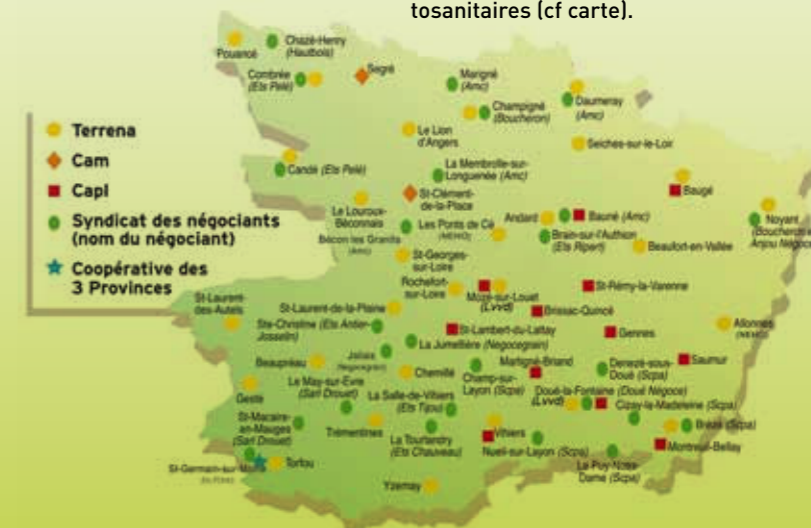 tosanitaires (cf carte).
Pouancé
Chazé-Henry
(Hautbois)
Combrée
(Ets Pelé)
Segré
Marigné
(Amc)
Champigné
(Boucheron)
Daumeray
(Amc)
Le Lion
d'Angers
Seiches-sur-le-Loir
Candé (Ets Pelé)
La Membrolle-sur-
Longuenée (Amc)
Baugé
St-Clément-
de-la-Place
Le Louroux-
Béconnais
Bécon les Granits
(Amc)
Les Ponts de Cé
(NEMO)
Andard
Bauné (Amc)
Brain-sur-l'Authion
(Ets Ripert)
Beaufort-en-Vallée
Noyant
(Boucheron
Anjou Négoce
St-Georges-
sur-Loire
Terrena
Cam
Capl
Syndicat des négociants
(nom du négociant)
Coopérative des
3 Provinces
Rochefort-
sur-Loire
Mozé-sur-Louet
(Lvvd)
St-Rémy-la-Varenne
St-Laurent-
des-Autels
St-Laurent-de-la-Plaine
Brissac-Quincé
Ste-Christine (Ets Antier-
Josselin)
St-Lambert-du-Lattay
Gennes
Allonnes
(NEMO)
La Jumellière (Negocegrain)
Jallais
(Negocegrain)
Beaupréau
Chemillé
Martigné-Briand
Champ-sur-
Layon (Scpa)
Denezé-sous-
Doué (Scpa)
Saumur
Gesté
Le May-sur-Evre
(Sarl Drouet)
La Salle-de-Vihiers
(Ets Tijou)
Doué-la-Fontaine (Doué Négoce)
(Lvvd)
Cizay-la-Madeleine (Scpa)
St-Macaire-
en-Mauges
(Sarl Drouet)
Trémentines
La Tourlandry
(Ets Chauveau)
Vihiers
Brézé (Scpa)
Nueil-sur-Layon (Scpa)
Montreuil-Bellay
Le Puy-Notre-
Dame (Scpa)
St-Germain-sur-
Torfou
Yzernay